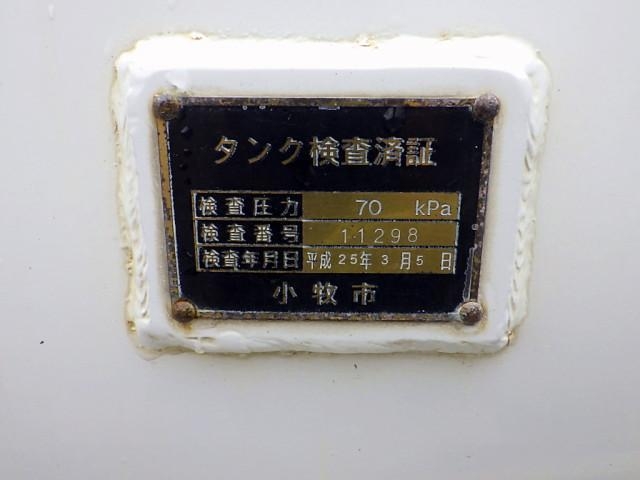 タンク検査済証
検査圧力 70 kPa
検査番号 11298
検査年月日 平成25年3月5日
小牧市